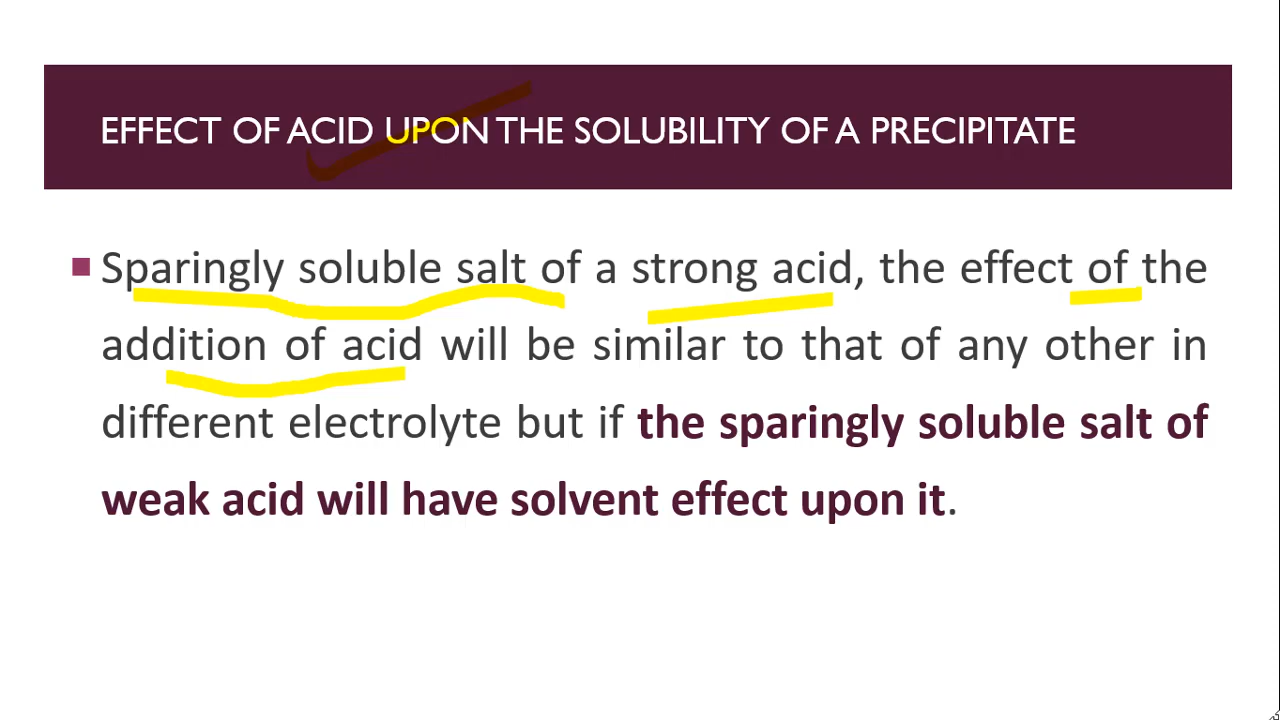 EFFECT OF ACID UPON THE SOLUBILITY OF A PRECIPITATE
Sparingly soluble salt of a strong acid, the effect of the
addition of acid will be similar to that of any other in
different electrolyte but if the sparingly soluble salt of
weak acid will have solvent effect upon it.